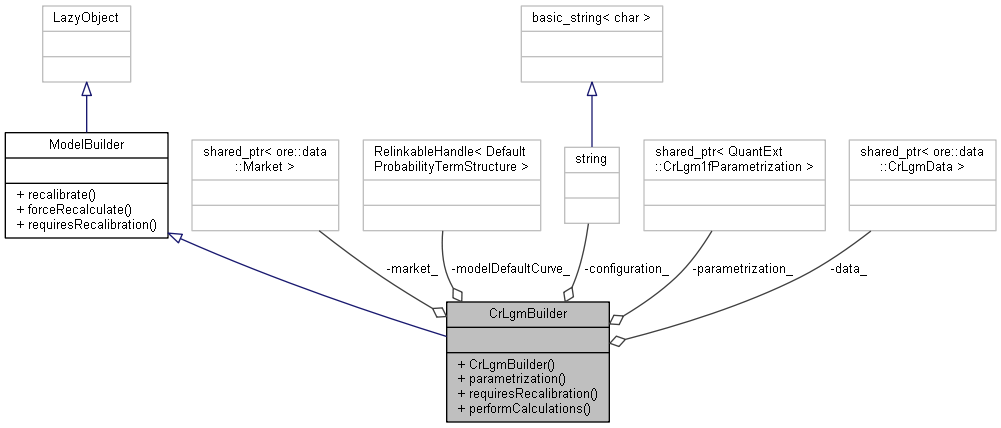 LazyObject
basic_string< char >
ModelBuilder
+ recalibrate()
+ forceRecalculate()
+ requiresRecalibration()
shared_ptr< ore::data
::Market >
RelinkableHandle< Default
ProbabilityTermStructure >
string
shared_ptr< QuantExt
::CrLgm1fParametrization >
shared_ptr< ore::data
::CrLgmData >
-market_
-modelDefaultCurve_
-configuration_
-parametrization_
-data_
CrLgmBuilder
+ CrLgmBuilder()
+ parametrization()
+ requiresRecalibration()
+ performCalculations()